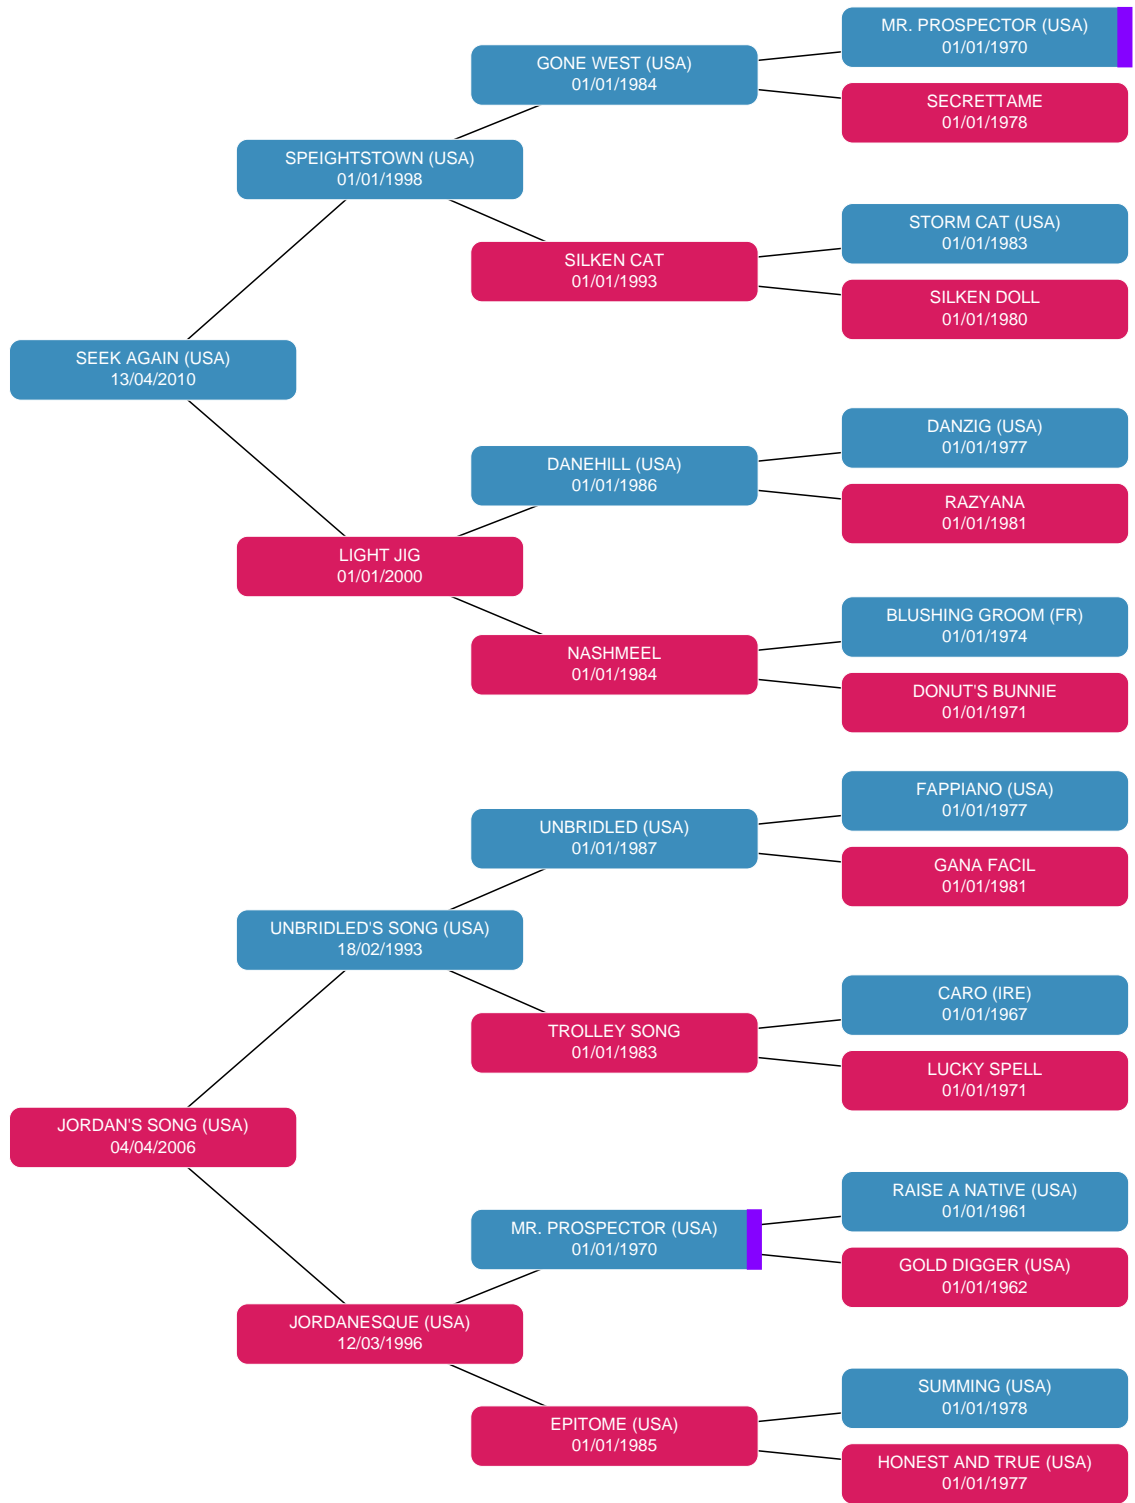 MR. PROSPECTOR (USA)
01/01/1970
GONE WEST (USA)
01/01/1984
SECRETTAME
01/01/1978
SPEIGHTSTOWN (USA)
01/01/1998
STORM CAT (USA)
01/01/1983
SILKEN CAT
01/01/1993
SILKEN DOLL
01/01/1980
SEEK AGAIN (USA)
13/04/2010
DANZIG (USA)
01/01/1977
DANEHILL (USA)
01/01/1986
RAZYANA
01/01/1981
LIGHT JIG
01/01/2000
BLUSHING GROOM (FR)
01/01/1974
NASHMEEL
01/01/1984
DONUT'S BUNNIE
01/01/1971
FAPPIANO (USA)
01/01/1977
UNBRIDLED (USA)
01/01/1987
GANA FACIL
01/01/1981
UNBRIDLED'S SONG (USA)
18/02/1993
CARO (IRE)
01/01/1967
TROLLEY SONG
01/01/1983
LUCKY SPELL
01/01/1971
JORDAN'S SONG (USA)
04/04/2006
RAISE A NATIVE (USA)
01/01/1961
MR. PROSPECTOR (USA)
01/01/1970
GOLD DIGGER (USA)
01/01/1962
JORDANESQUE (USA)
12/03/1996
SUMMING (USA)
01/01/1978
EPITOME (USA)
01/01/1985
HONEST AND TRUE (USA)
01/01/1977